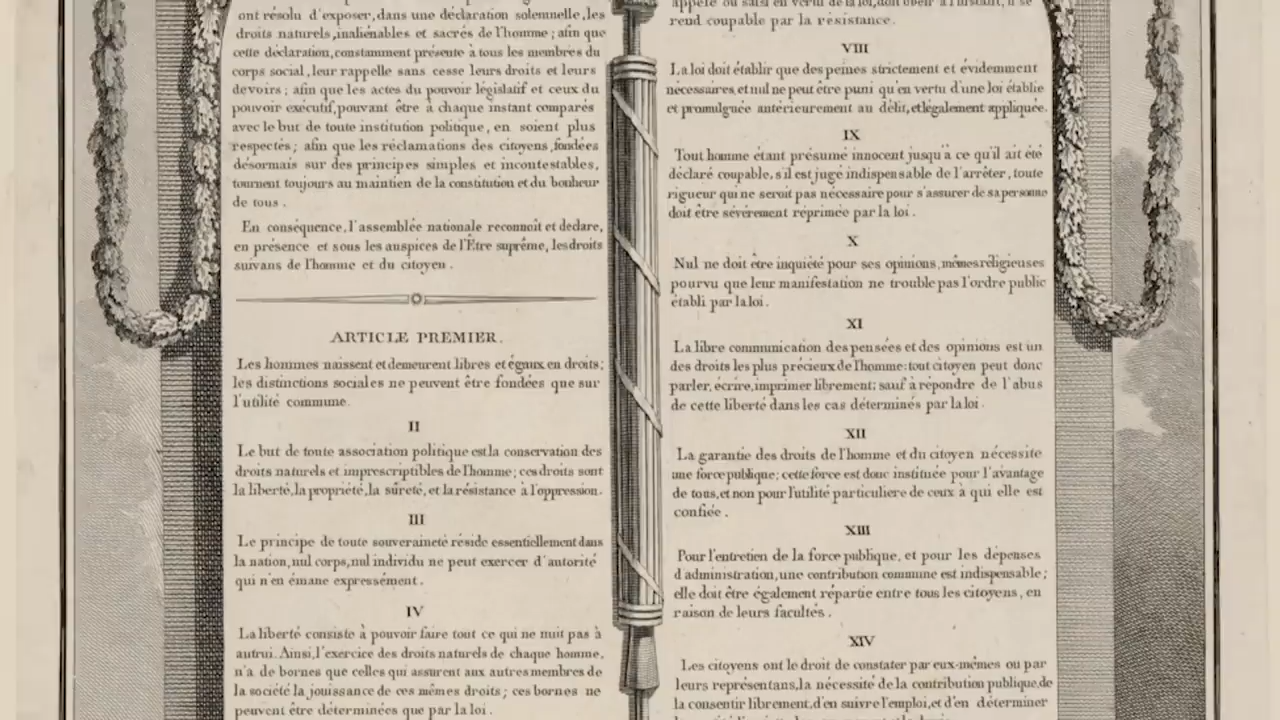 ont résolu d'exposer, dans une déclaration solemnelle, les
droits naturels, inaliénables et sacrés de l'homme ; afin que
cette déclaration, constamment présente à tous les membres du
corps social, leur rappelle sans cesse leurs droits et leurs
devoirs ; afin que les actes du pouvoir législatif et ceux du
pouvoir exécutif, pouvant être à chaque instant comparés
avec le but de toute institution politique, en soient plus
respectés ; afin que les réclamations des citoyens, fondées
désormais sur des principes simples et incontestables,
tournent toujours au maintien de la constitution et du bonheur
de tous .
En conséquence, l'assemblée nationale reconnoit et declare,
en présence et sous les auspices de l'Etre suprême, les droits
suivans de l'homme et du citoyen .
ARTICLE PREMIER.
Les hommes naissent et demeurent libres et égaux en droits ;
les distinctions sociales ne peuvent être fondées que sur
l'utilité commune.
II
Le but de toute association politique est la conservation des
droits naturels et imprescriptibles de l'homme ; ces droits sont
la liberté, la propriété, la sureté, et la résistance à l'oppression.
III
Le principe de toute souveraineté réside essentiellement dans
la nation, nul corps, nul individu ne peut exercer d'autorité
qui n'en émane expressément .
IV
La liberté consiste à pouvoir faire tout ce qui ne nuit pas à
autrui. Ainsi, l'exercice des droits naturels de chaque homme,
n'a de bornes que celles qui assurent aux autres membres de
la société la jouissance de ces mêmes droits ; ces bornes ne
peuvent être déterminées que par la loi .
appelé ou saisi en vertu de la loi, doit obéir à l'instant, il se
rend coupable par la résistance .
VIII
La loi doit établir que des peines strictement et évidemment
nécessaires, et nul ne peut être puni qu'en vertu d'une loi établie
et promulguée antérieurement au délit, et légalement appliquée.
IX
Tout homme étant présumé innocent jusqu'à ce qu'il ait été
déclaré coupable, s'il est jugé indispensable de l'arrêter, toute
rigueur qui ne seroit pas nécessaire pour s'assurer de sa personne
doit être sévèrement réprimée par la loi .
X
Nul ne doit être inquiété pour ses opinions, mêmes réligieuses
pourvu que leur manifestation ne trouble pas l'ordre public
établi par la loi .
XI
La libre communication des pensées et des opinions est un
des droits les plus précieux de l'homme : tout citoyen peut donc
parler, écrire, imprimer librement ; sauf à répondre de l'abus
de cette liberté dans les cas déterminés par la loi .
XII
La garantie des droits de l'homme et du citoyen nécessite
une force publique ; cette force est donc instituée pour l'avantage
de tous, et non pour l'utilité particuliere de ceux à qui elle est
confiée .
XIII
Pour l'entretien de la force publique, et pour les dépenses
d'administration, une contribution commune est indispensable ;
elle doit être également répartie entre tous les citoyens, en
raison de leurs facultés .
XIV
Les citoyens ont le droit de constater par eux-mêmes ou par
leurs représentans, la nécessité de la contribution publique, de
la consentir librement, d'en suivre l'emploi, et d'en déterminer